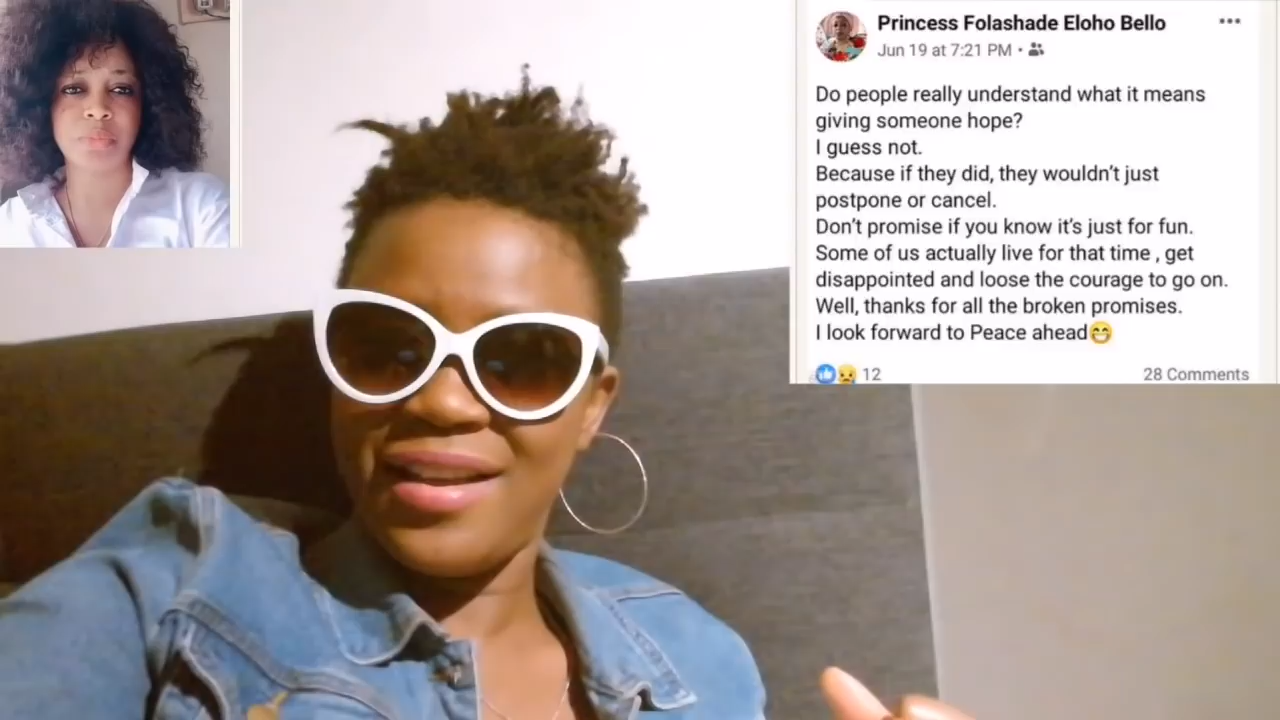 Princess Folashade Eloho Bello
Jun 19 at 7:21 PM ·
Do people really understand what it means
giving someone hope?
I guess not.
Because if they did, they wouldn't just
postpone or cancel.
Don't promise if you know it's just for fun.
Some of us actually live for that time , get
disappointed and loose the courage to go on.
Well, thanks for all the broken promises.
I look forward to Peace ahead😁
12
28 Comments